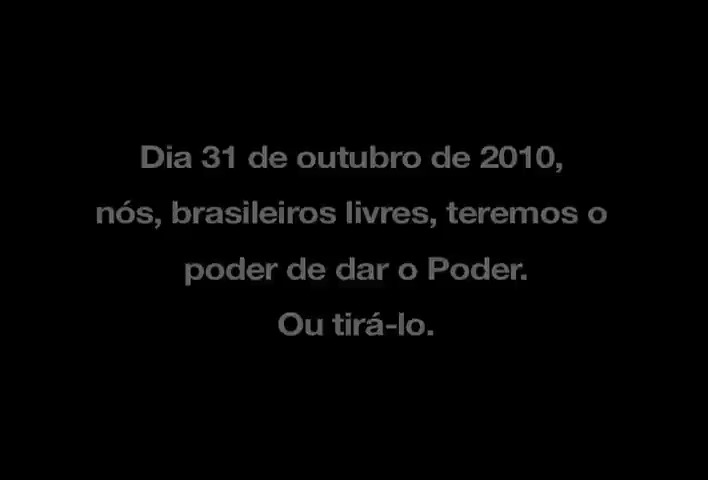 Dia 31 de outubro de 2010,
nós, brasileiros livres, teremos o
poder de dar o Poder.
Ou tirá-lo.